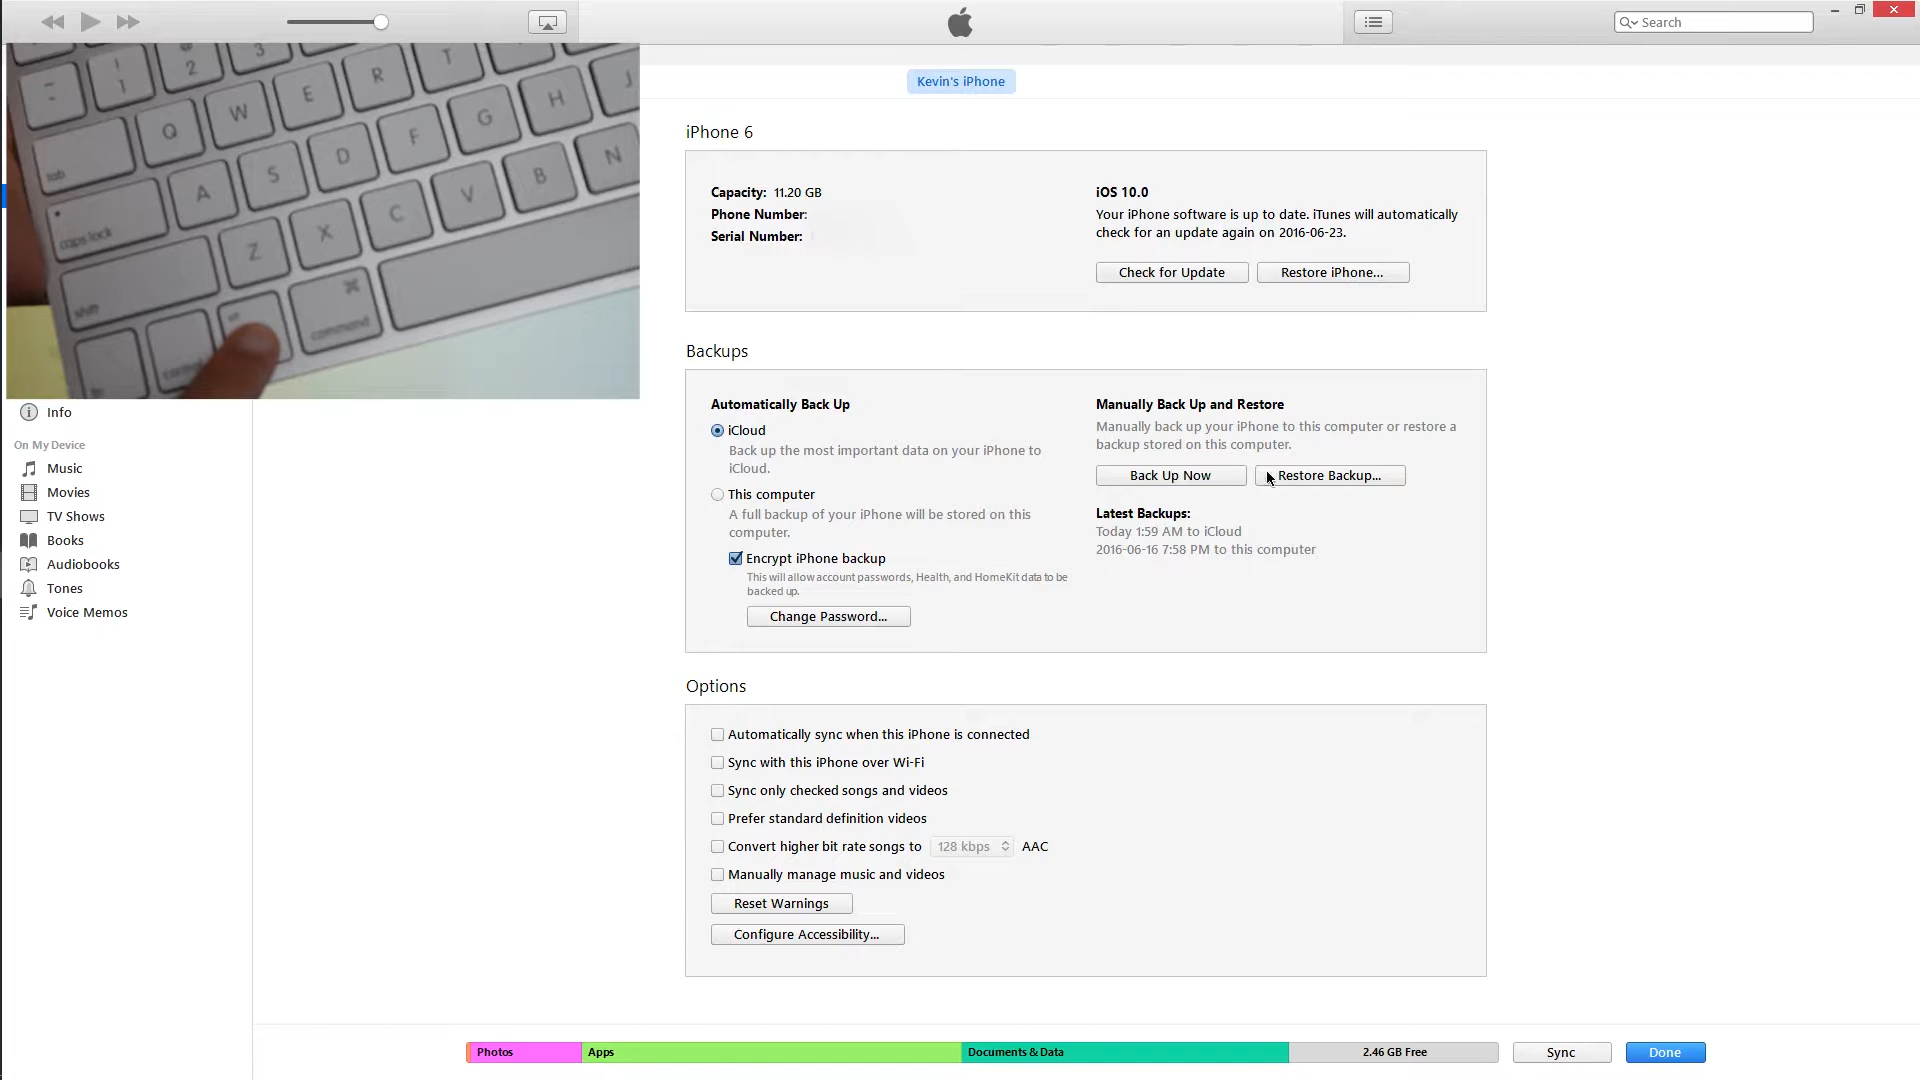 Search
Kevin's iPhone
~
!
1
@
2
3
Q
W
E
R
T
tab
A
S
D
F
G
H
J
caps lock
Z
X
C
V
B
N
shift
alt
⌘
command
fn
iPhone 6
Capacity: 11.20 GB
Phone Number:
Serial Number:
iOS 10.0
Your iPhone software is up to date. iTunes will automatically
check for an update again on 2016-06-23.
Check for Update
Restore iPhone...
Backups
Automatically Back Up
iCloud
Back up the most important data on your iPhone to
iCloud.
This computer
A full backup of your iPhone will be stored on this
computer.
Encrypt iPhone backup
This will allow account passwords, Health, and HomeKit data to be
backed up.
Change Password...
Manually Back Up and Restore
Manually back up your iPhone to this computer or restore a
backup stored on this computer.
Back Up Now
Restore Backup...
Latest Backups:
Today 1:59 AM to iCloud
2016-06-16 7:58 PM to this computer
Info
On My Device
Music
Movies
TV Shows
Books
Audiobooks
Tones
Voice Memos
Options
Automatically sync when this iPhone is connected
Sync with this iPhone over Wi-Fi
Sync only checked songs and videos
Prefer standard definition videos
Convert higher bit rate songs to 128 kbps AAC
Manually manage music and videos
Reset Warnings
Configure Accessibility...
Photos
Apps
Documents & Data
2.46 GB Free
Sync
Done